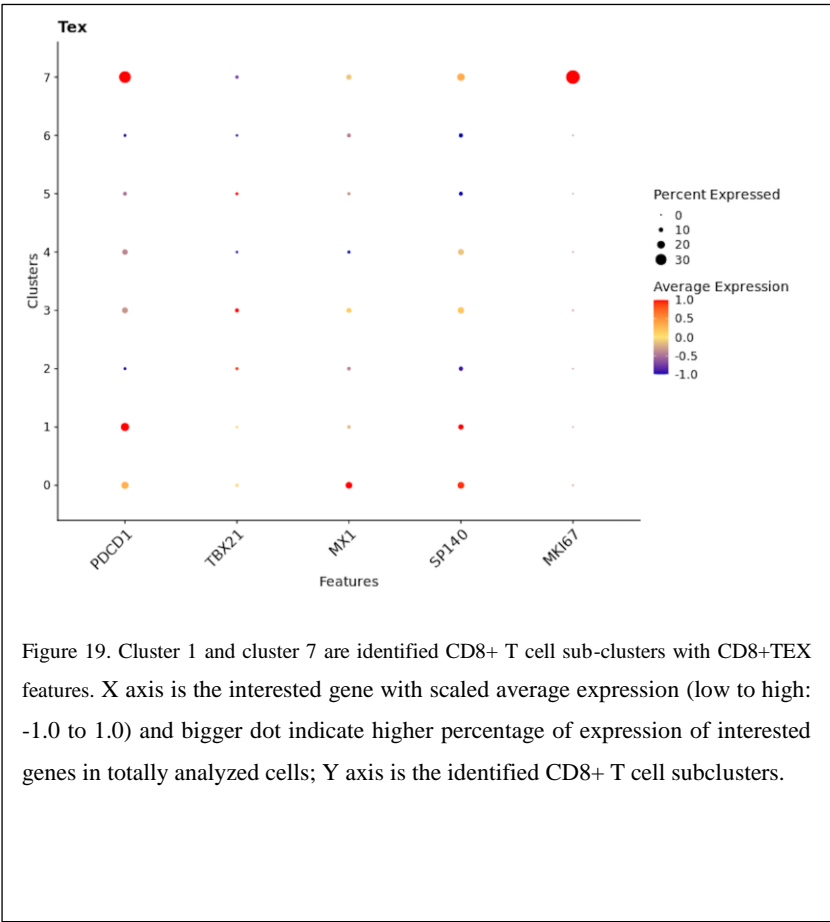 Tex
7
6
5
4
3
2
1
0
Clusters
PDCD1
TBX21
MX1
SP140
MKI67
Features
Percent Expressed
0
10
20
30
Average Expression
1.0
0.5
0.0
-0.5
-1.0
Figure 19. Cluster 1 and cluster 7 are identified CD8+ T cell sub-clusters with CD8+TEX
features. X axis is the interested gene with scaled average expression (low to high:
-1.0 to 1.0) and bigger dot indicate higher percentage of expression of interested
genes in totally analyzed cells; Y axis is the identified CD8+ T cell subclusters.